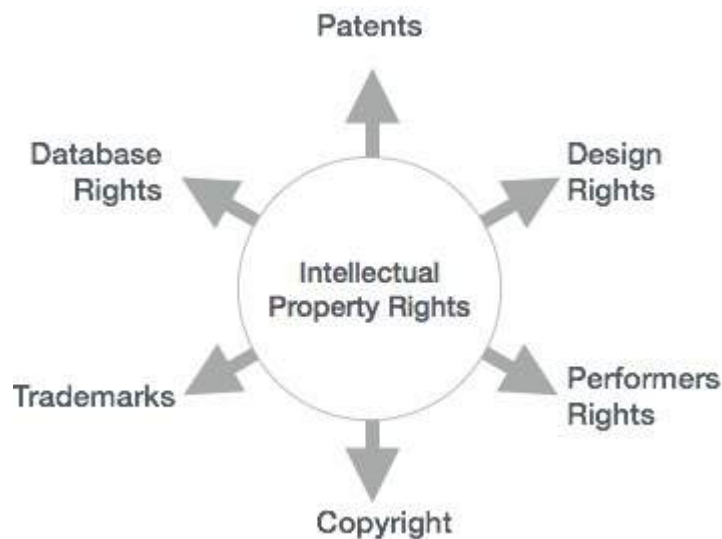 Patents
Database
Rights
Design
Rights
Intellectual
Property Rights
Trademarks
Performers
Rights
Copyright